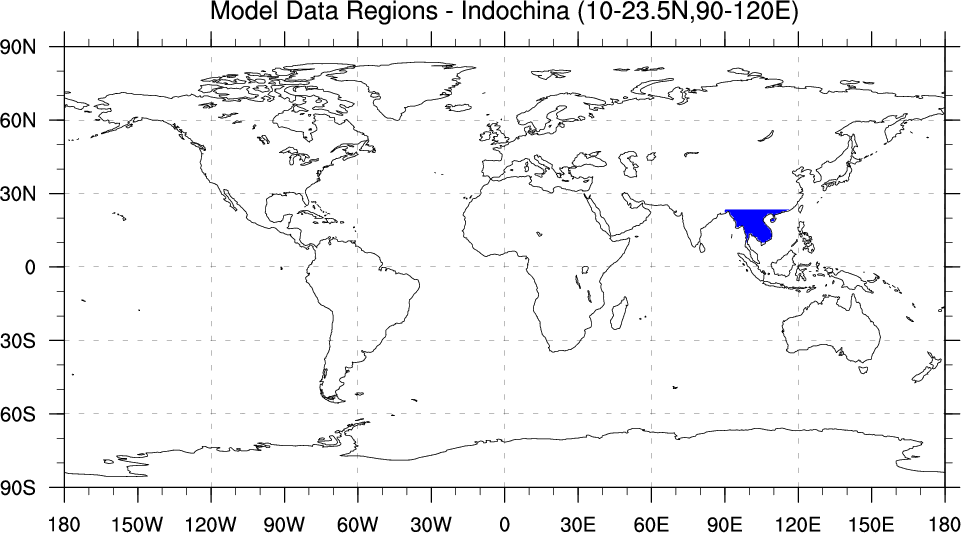 Model Data Regions - Indochina (10-23.5N,90-120E)
90N
60N
30N
0
30S
60S
90S
180 150W 120W 90W 60W 30W 0 30E 60E 90E 120E 150E 180